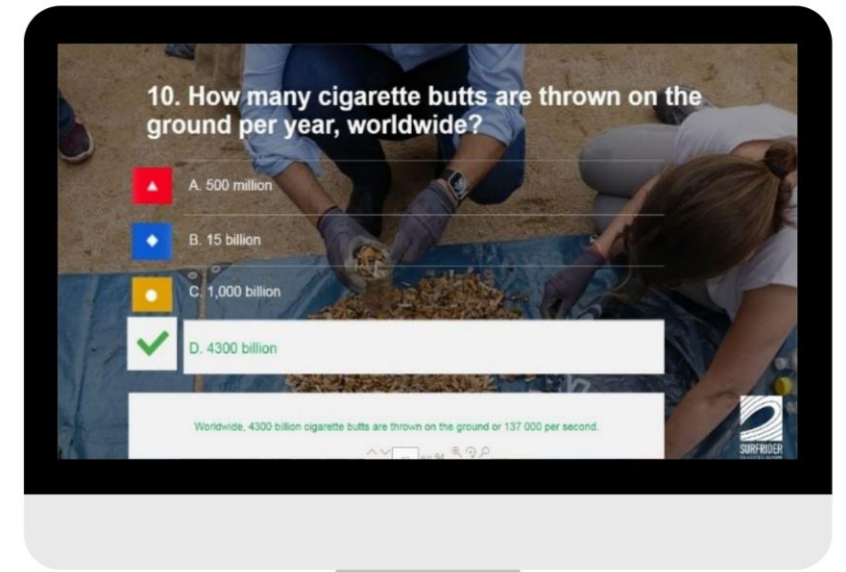 10. How many cigarette butts are thrown on the
ground per year, worldwide?
A. 500 million
B. 15 billion
C. 1,000 billion
D. 4300 billion
Worldwide, 4300 billion cigarette butts are thrown on the ground or 137 000 per second.
SURFRIDER